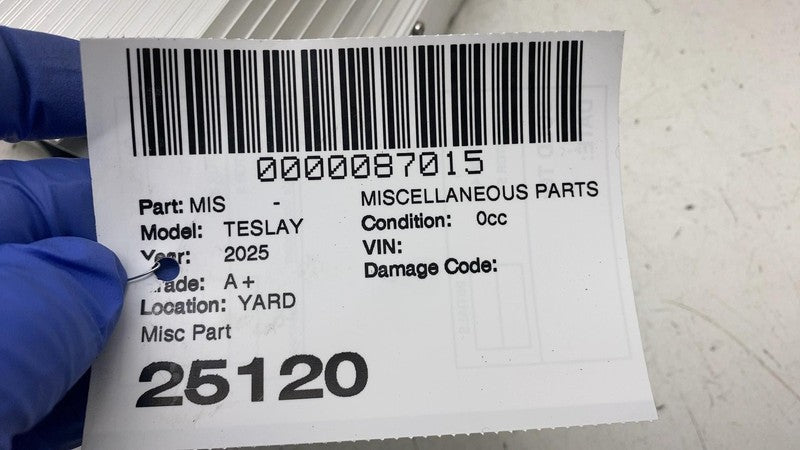 0000087015
Part: MIS - MISCELLANEOUS PARTS
Model: TESLAY Condition: 0cc
Year: 2025 VIN:
Grade: A+ Damage Code:
Location: YARD
Misc Part
25120